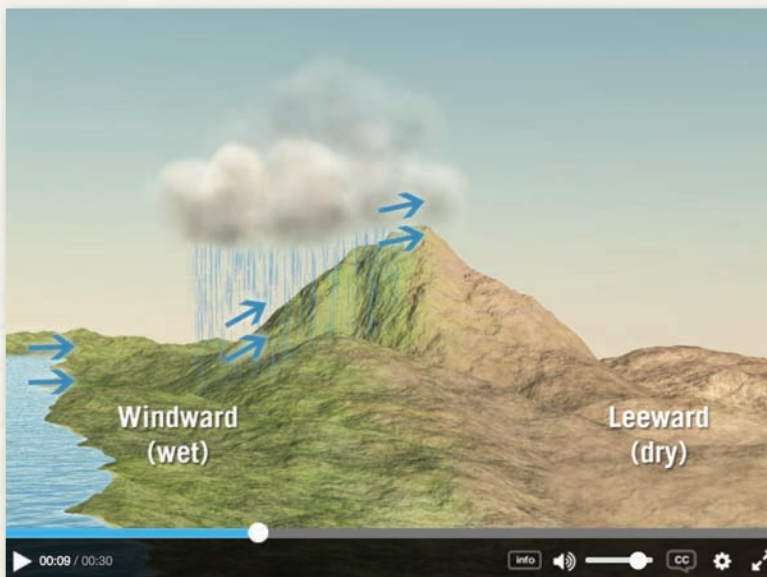 Windward
(wet)
Leeward
(dry)
00:09 / 00:30
info
CC